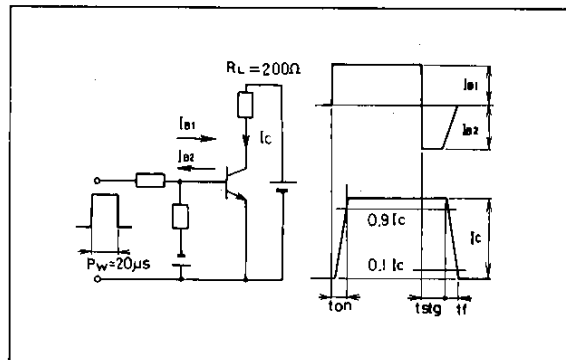 RL = 200Ω
IB1
IB2
Ic
PW≃20μs
IB1
IB2
0.9 Ic
Ic
0.1 Ic
ton
tstg
tf